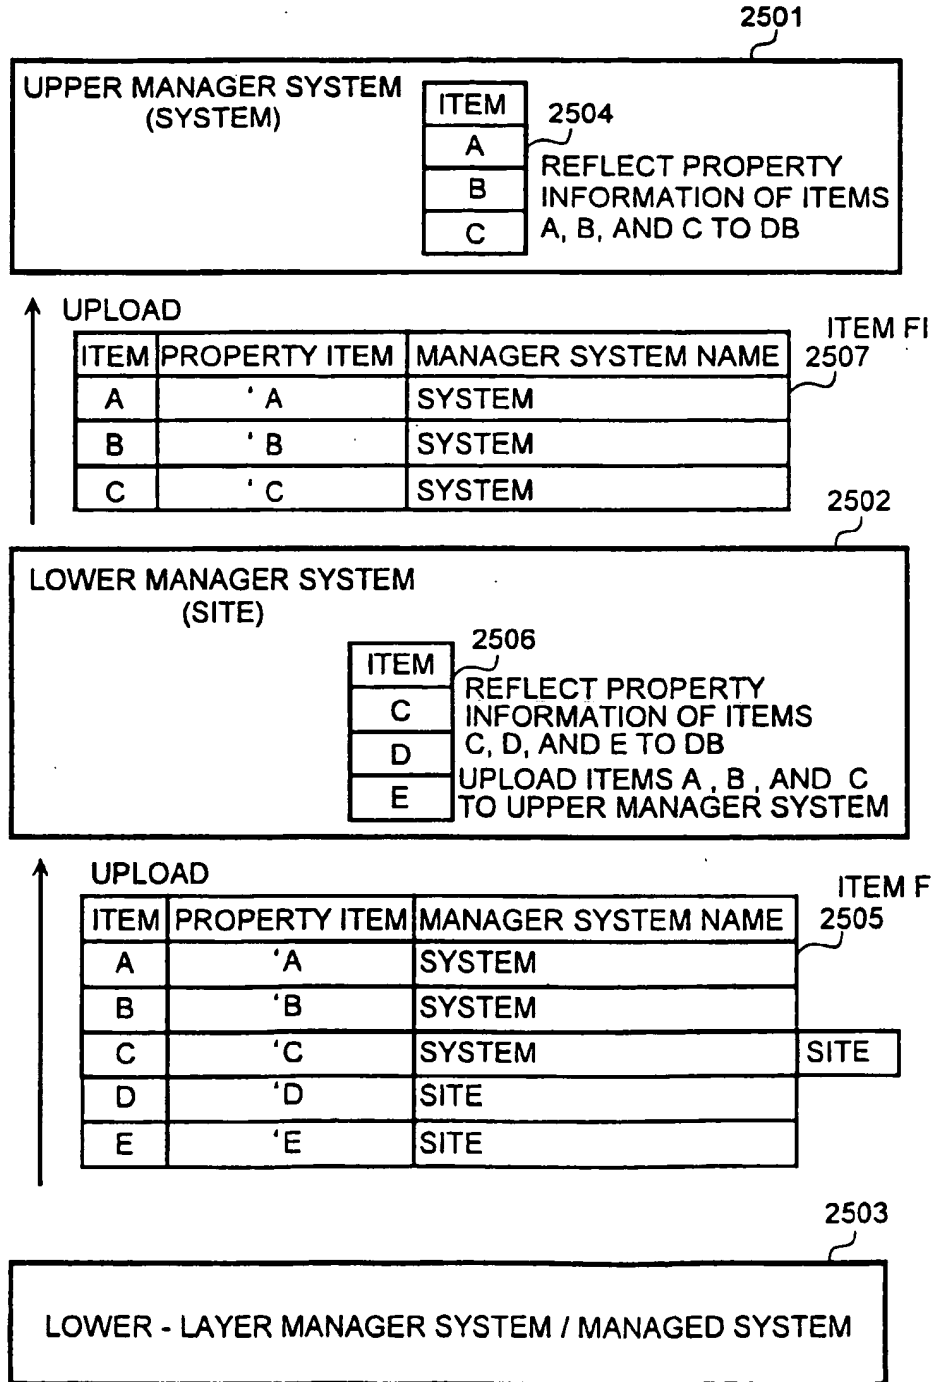 2501
UPPER MANAGER SYSTEM
(SYSTEM)
ITEM
A
B
C
2504
REFLECT PROPERTY
INFORMATION OF ITEMS
A, B, AND C TO DB
UPLOAD
ITEM FI
2507
ITEM PROPERTY ITEM MANAGER SYSTEM NAME
A 'A SYSTEM
B 'B SYSTEM
C 'C SYSTEM
2502
LOWER MANAGER SYSTEM
(SITE)
2506
ITEM
C
D
E
REFLECT PROPERTY
INFORMATION OF ITEMS
C, D, AND E TO DB
UPLOAD ITEMS A, B, AND C
TO UPPER MANAGER SYSTEM
UPLOAD
ITEM F
2505
ITEM PROPERTY ITEM MANAGER SYSTEM NAME
A 'A SYSTEM
B 'B SYSTEM
C 'C SYSTEM SITE
D 'D SITE
E 'E SITE
2503
LOWER - LAYER MANAGER SYSTEM / MANAGED SYSTEM